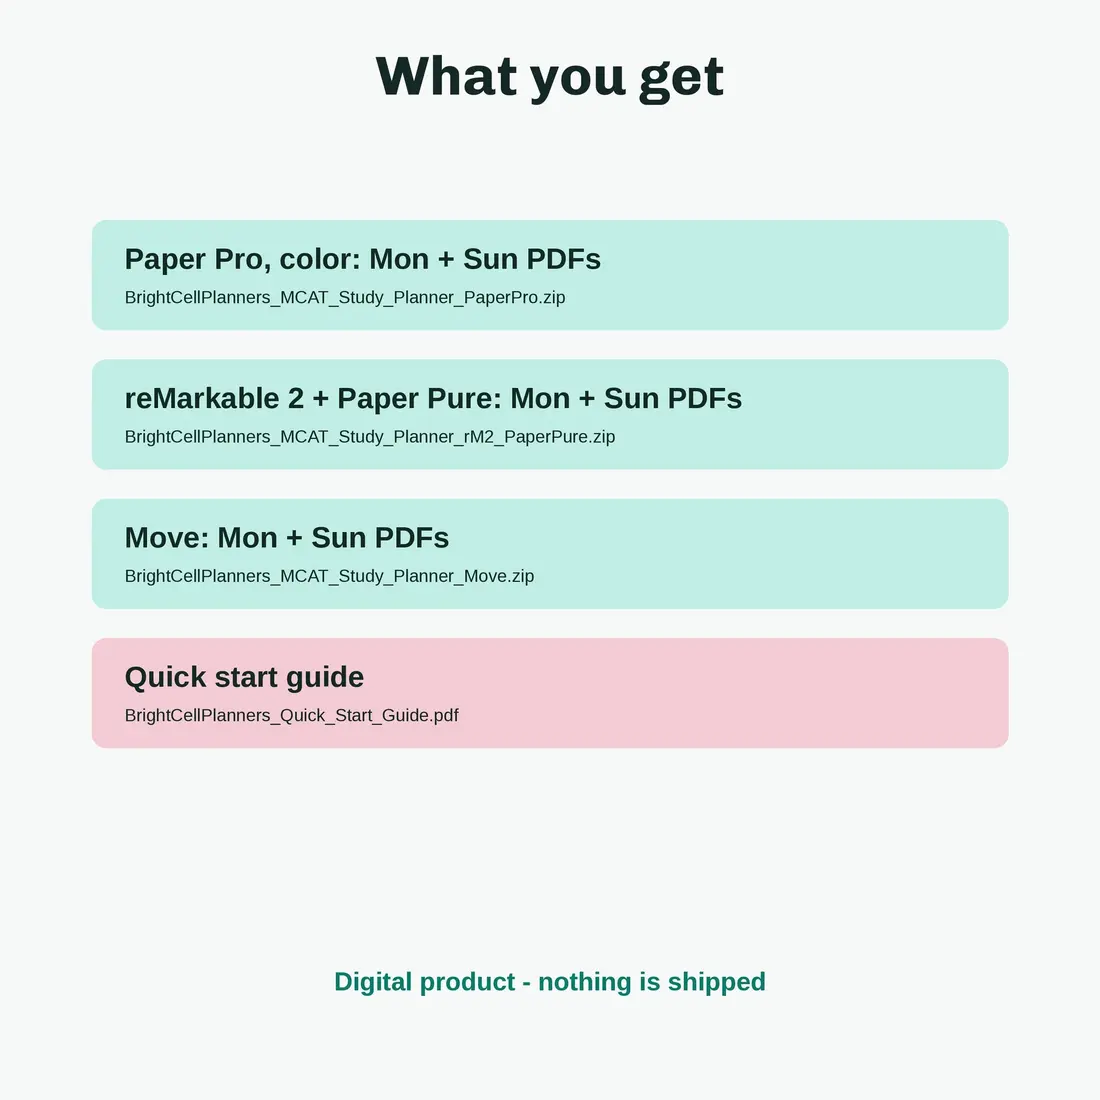 What you get
Paper Pro, color: Mon + Sun PDFs
BrightCellPlanners_MCAT_Study_Planner_PaperPro.zip
reMarkable 2 + Paper Pure: Mon + Sun PDFs
BrightCellPlanners_MCAT_Study_Planner_rM2_PaperPure.zip
Move: Mon + Sun PDFs
BrightCellPlanners_MCAT_Study_Planner_Move.zip
Quick start guide
BrightCellPlanners_Quick_Start_Guide.pdf
Digital product - nothing is shipped